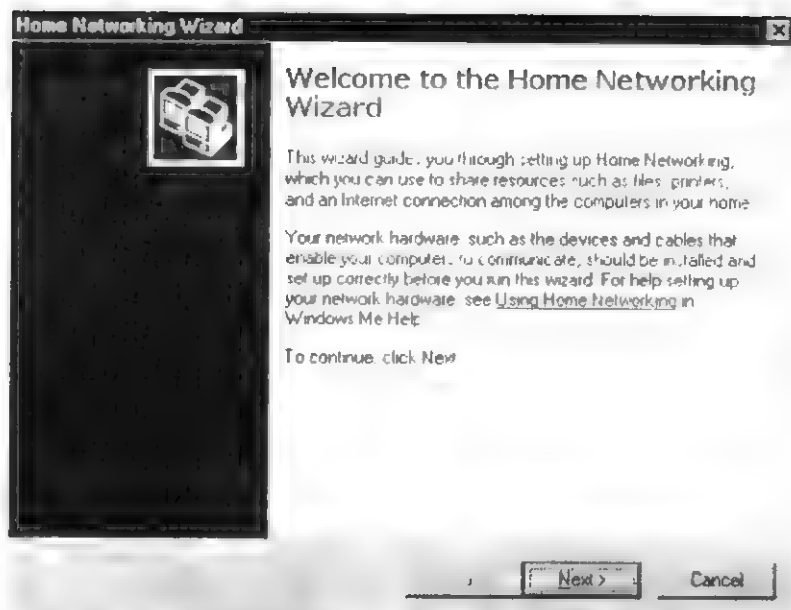 Home Networking Wizard
Welcome to the Home Networking
Wizard
This wizard guides you through setting up Home Networking,
which you can use to share resources such as files, printers,
and an Internet connection among the computers in your home.
Your network hardware, such as the devices and cables that
enable your computers to communicate, should be installed and
set up correctly before you run this wizard. For help setting up
your network hardware, see Using Home Networking in
Windows Me Help.
To continue, click Next.
Next >
Cancel